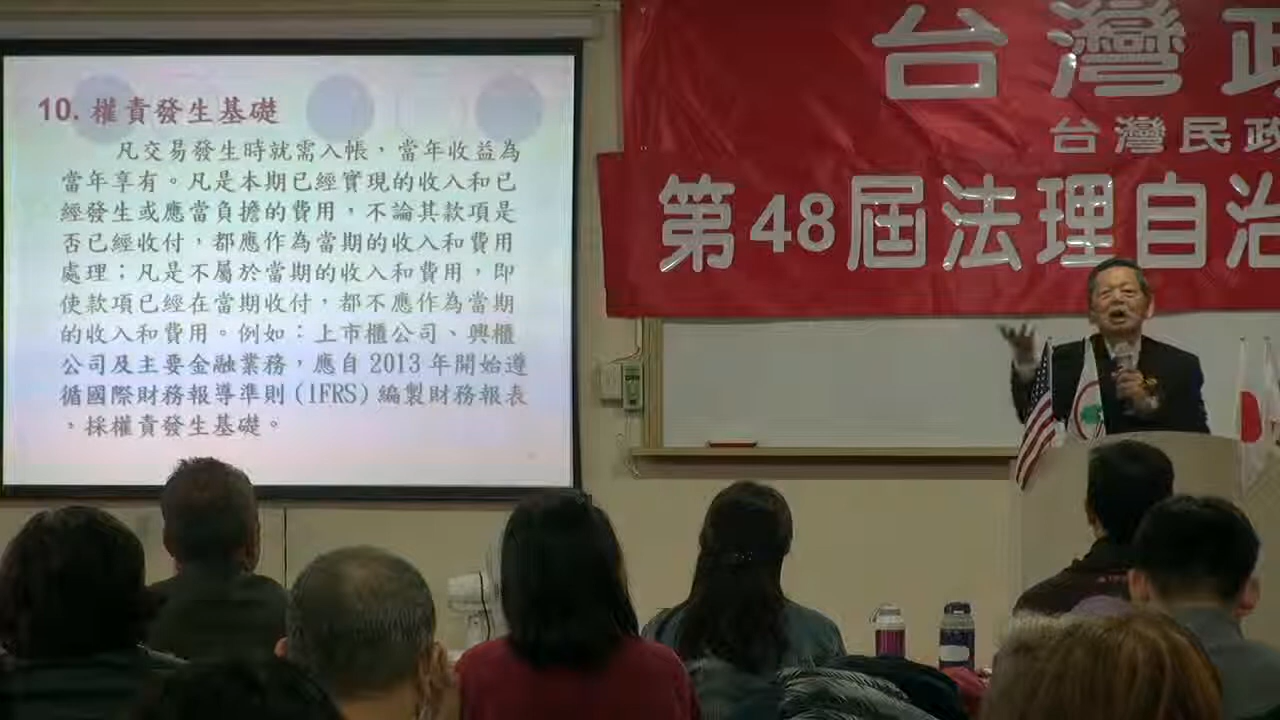 10. 權責發生基礎
凡交易發生時就需入帳，當年收益為
當年享有。凡是本期已經實現的收入和已
經發生或應當負擔的費用，不論其款項是
否已經收付，都應作為當期的收入和費用
處理；凡是不屬於當期的收入和費用，即
使款項已經在當期收付，都不應作為當期
的收入和費用。例如：上市櫃公司、興櫃
公司及主要金融業務，應自 2013 年開始遵
循國際財務報導準則(IFRS)編製財務報表
，採權責發生基礎。
台灣政
台灣民政
第48屆法理自治